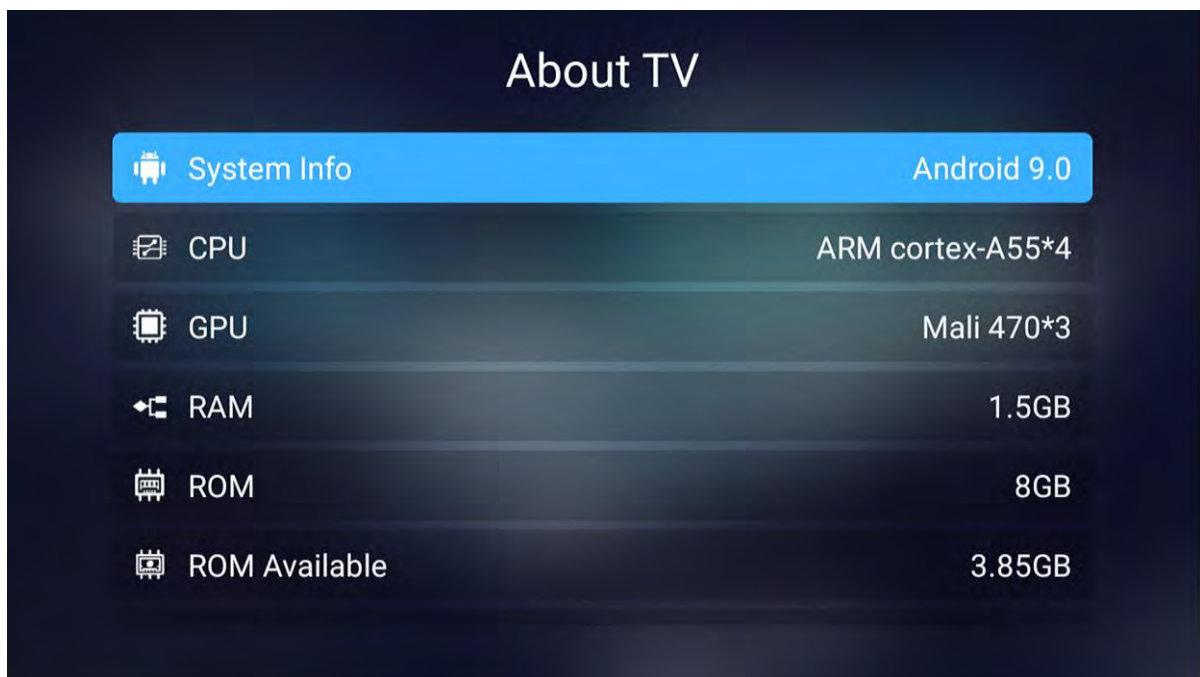 About TV
System Info Android 9.0
CPU ARM cortex-A55*4
GPU Mali 470*3
RAM 1.5GB
ROM 8GB
ROM Available 3.85GB